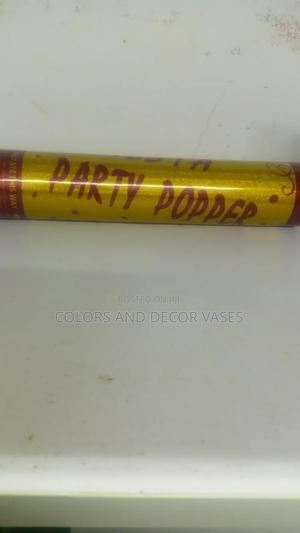 PARTY POPPER
POSTED ON Jiji
COLORS AND DECOR VASES